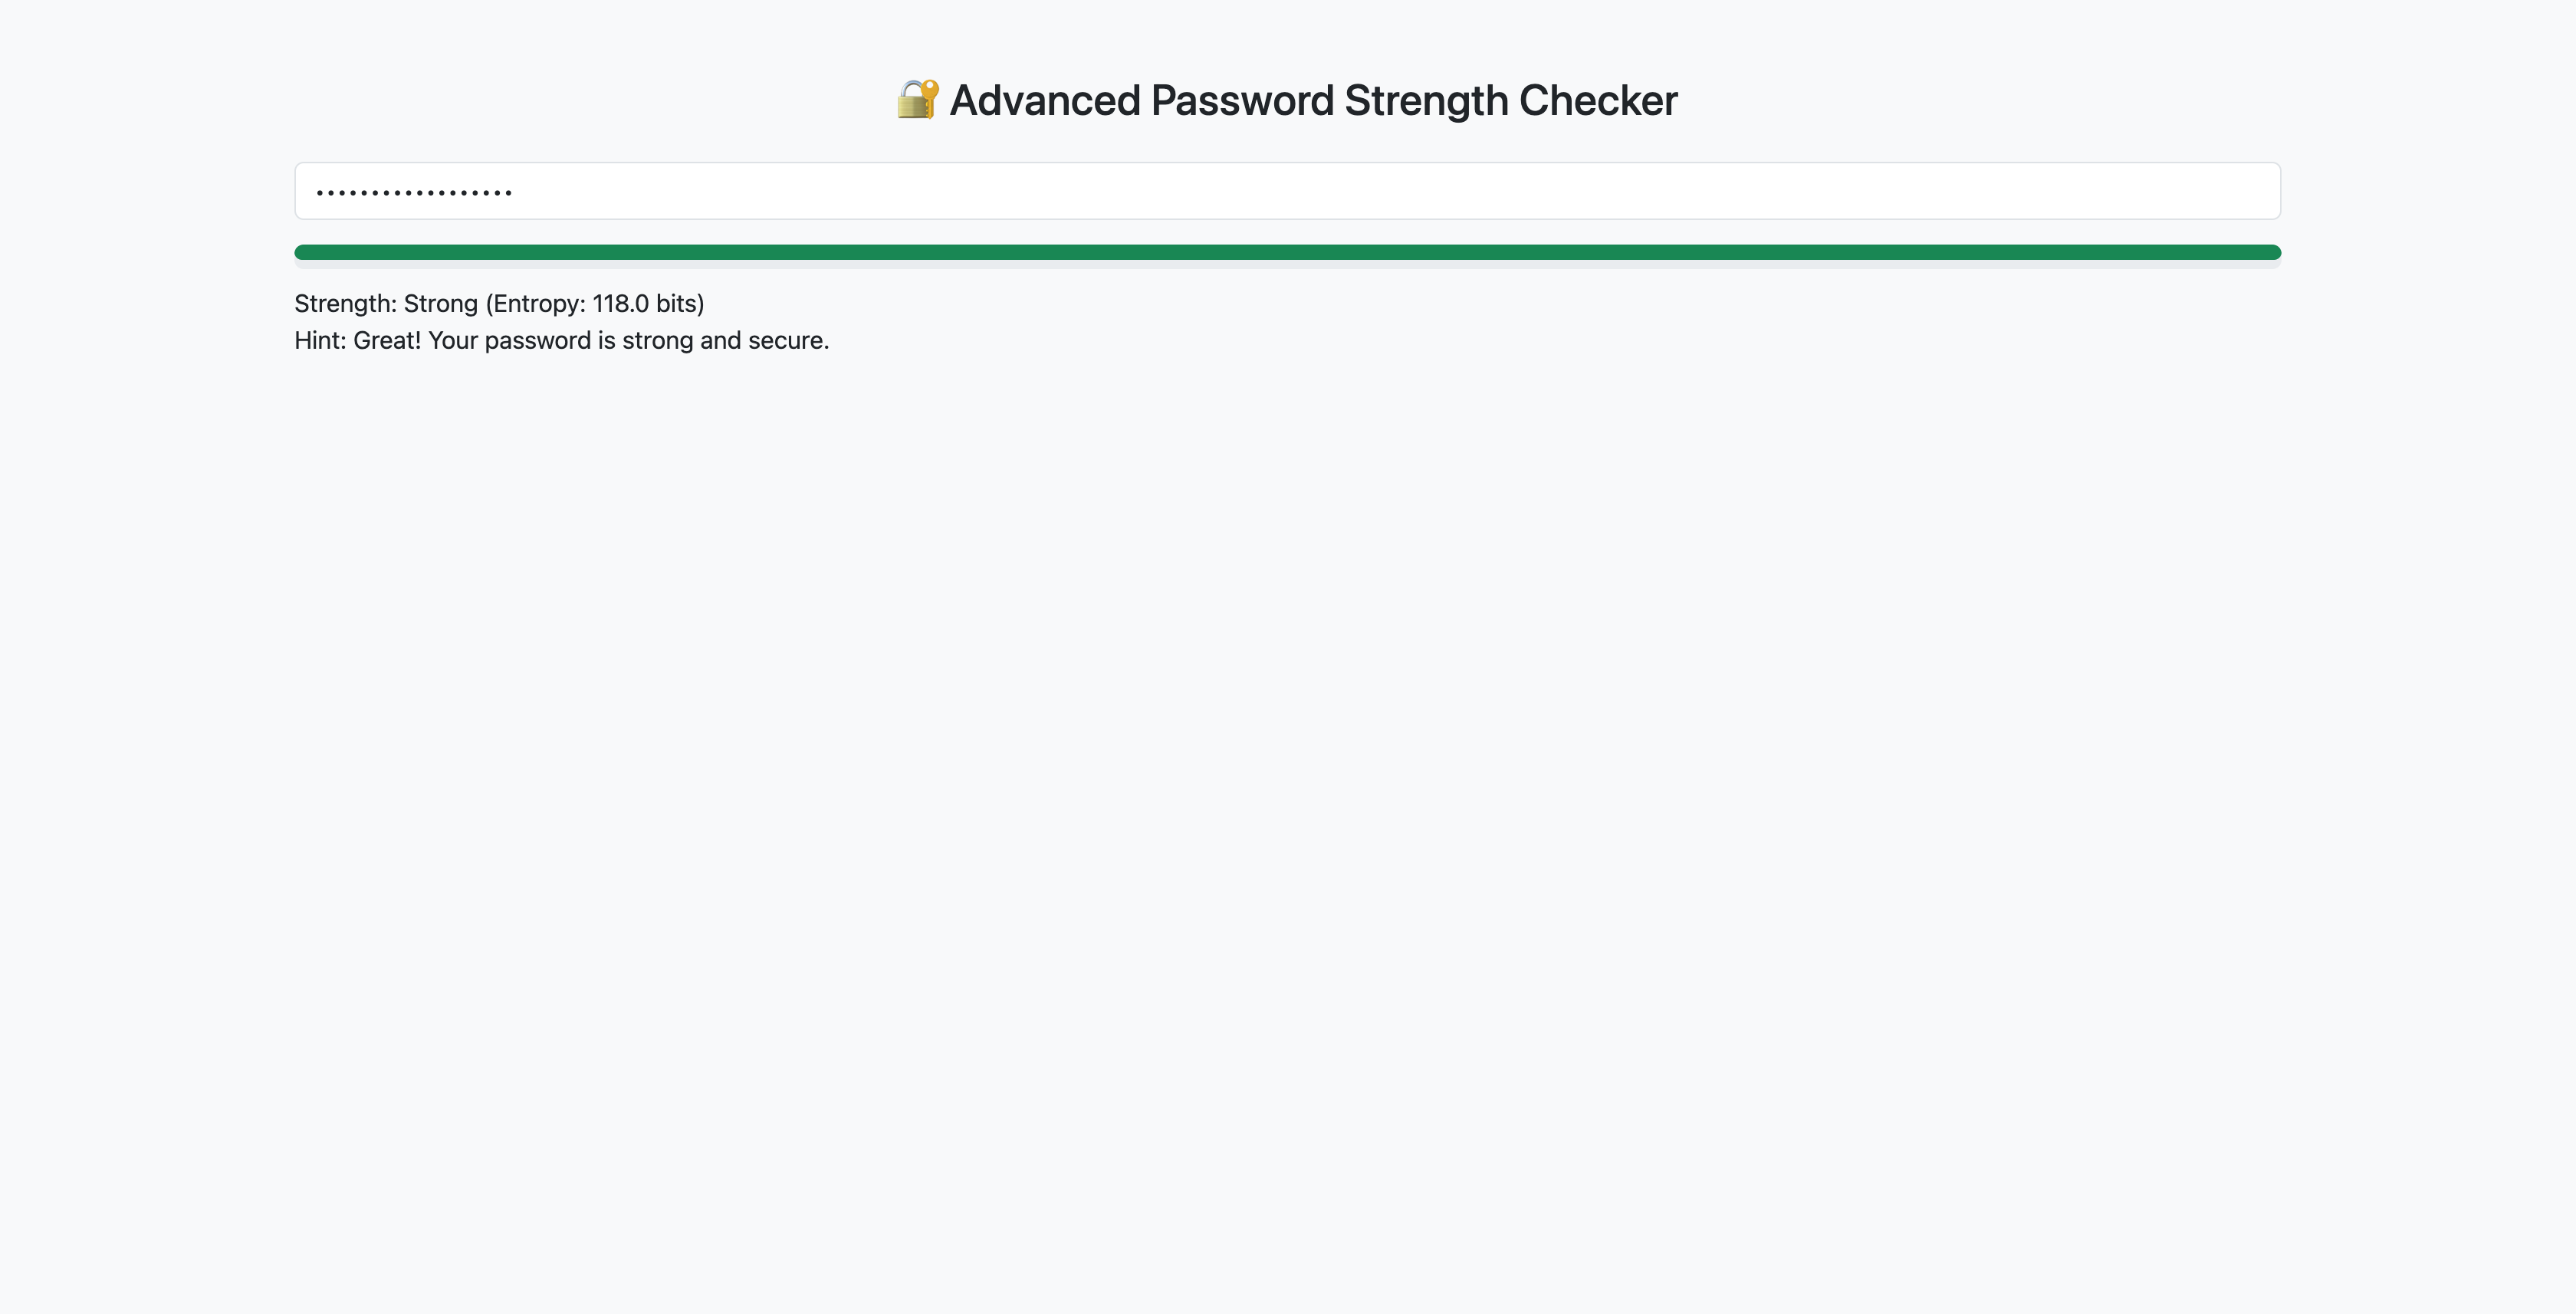 🔐 Advanced Password Strength Checker
••••••••••••••••••
Strength: Strong (Entropy: 118.0 bits)
Hint: Great! Your password is strong and secure.